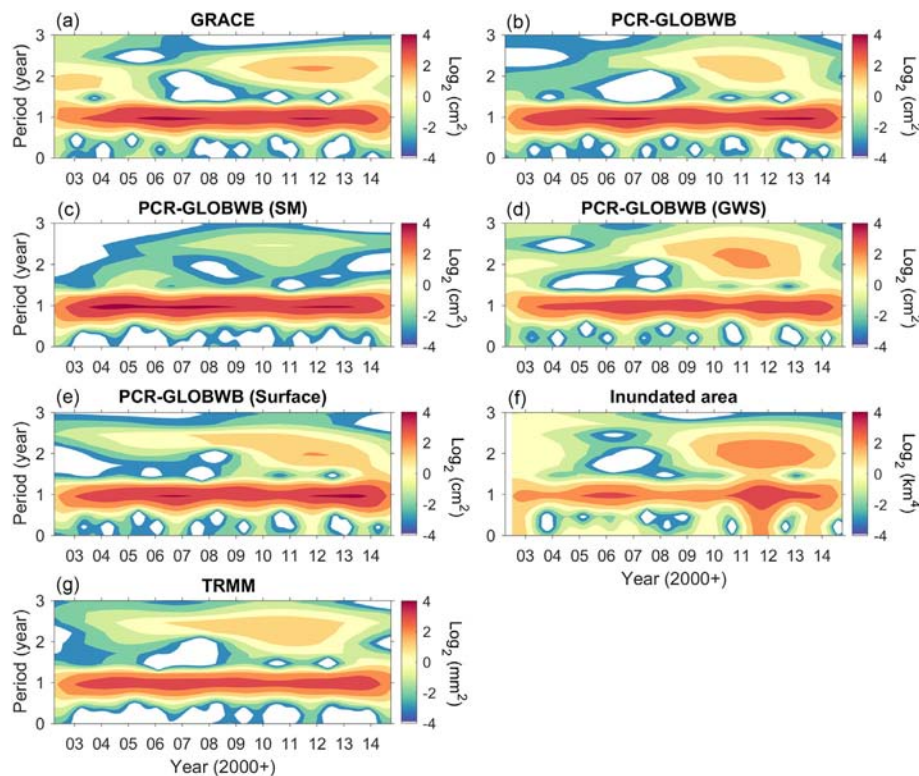 (a) GRACE
3
2
1
0
Period (year)
03 04 05 06 07 08 09 10 11 12 13 14
4
2
0
-2
-4
Log₂ (cm²)
(b) PCR-GLOBWB
3
2
1
0
03 04 05 06 07 08 09 10 11 12 13 14
4
2
0
-2
-4
Log₂ (cm²)
(c) PCR-GLOBWB (SM)
3
2
1
0
Period (year)
03 04 05 06 07 08 09 10 11 12 13 14
4
2
0
-2
-4
Log₂ (cm²)
(d) PCR-GLOBWB (GWS)
3
2
1
0
03 04 05 06 07 08 09 10 11 12 13 14
4
2
0
-2
-4
Log₂ (cm²)
(e) PCR-GLOBWB (Surface)
3
2
1
0
Period (year)
03 04 05 06 07 08 09 10 11 12 13 14
4
2
0
-2
-4
Log₂ (cm²)
(f) Inundated area
3
2
1
0
03 04 05 06 07 08 09 10 11 12 13 14
Year (2000+)
4
2
0
-2
-4
Log₂ (km⁴)
(g) TRMM
3
2
1
0
Period (year)
03 04 05 06 07 08 09 10 11 12 13 14
Year (2000+)
4
2
0
-2
-4
Log₂ (mm²)